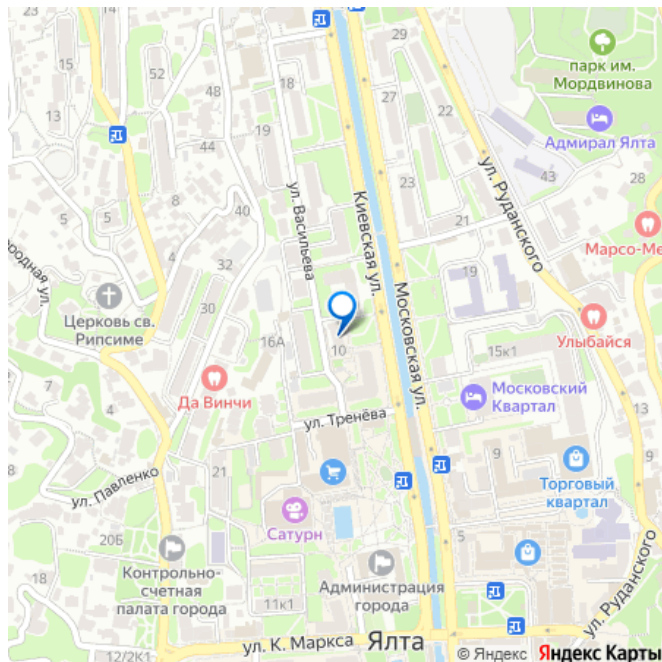 15
29
парк им.
Мордвинова
52
18
27
22
Адмирал Ялта
48
44
19
43
28
23
5
5
40
ул. Васильева
Киевская ул.
ул. Руданского
Марсо-Ме
32
19
Церковь св.
Рипсиме
30
16А
10
Московская ул.
Улыбайся
15к1
7
Да Винчи
Московский
Квартал
4
ул. Тренёва
9
ул. Павленко
21
13
Торговый
квартал
Сатурн
20Б
5
18
Контрольно-
счетная
палата города
11к1
Администрация
города
ул. Руданского
12/2К1
ул. К. Маркса
Ялта
© Яндекс Яндекс Карты